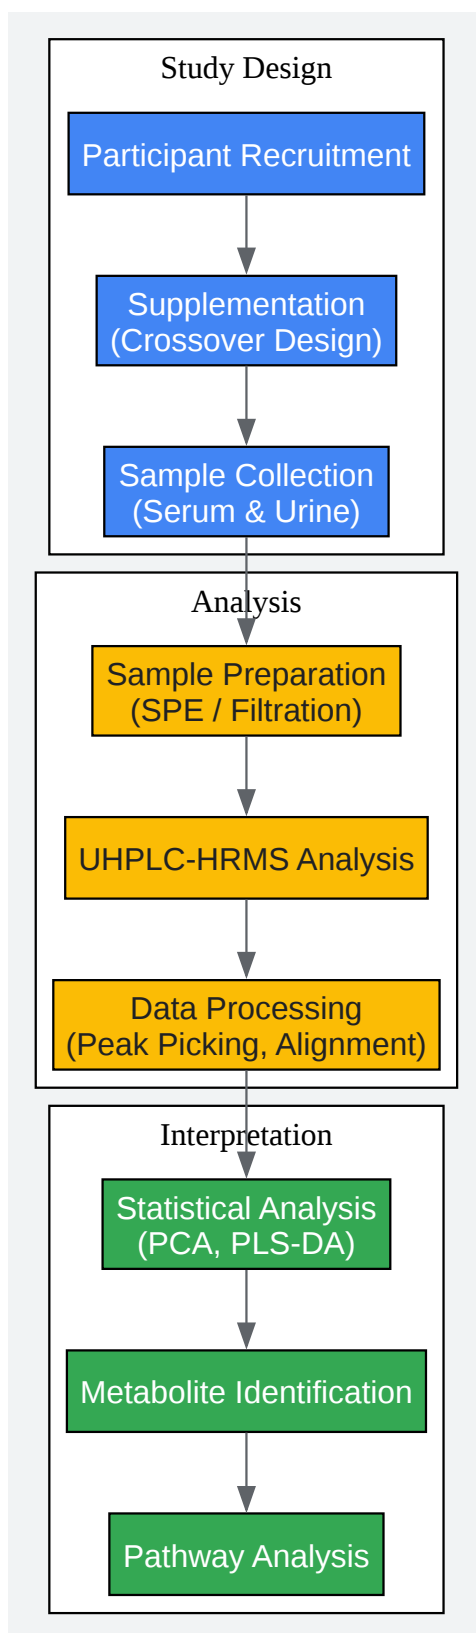 Study Design
Participant Recruitment
Supplementation
(Crossover Design)
Sample Collection
(Serum & Urine)
Analysis
Sample Preparation
(SPE / Filtration)
UHPLC-HRMS Analysis
Data Processing
(Peak Picking, Alignment)
Interpretation
Statistical Analysis
(PCA, PLS-DA)
Metabolite Identification
Pathway Analysis